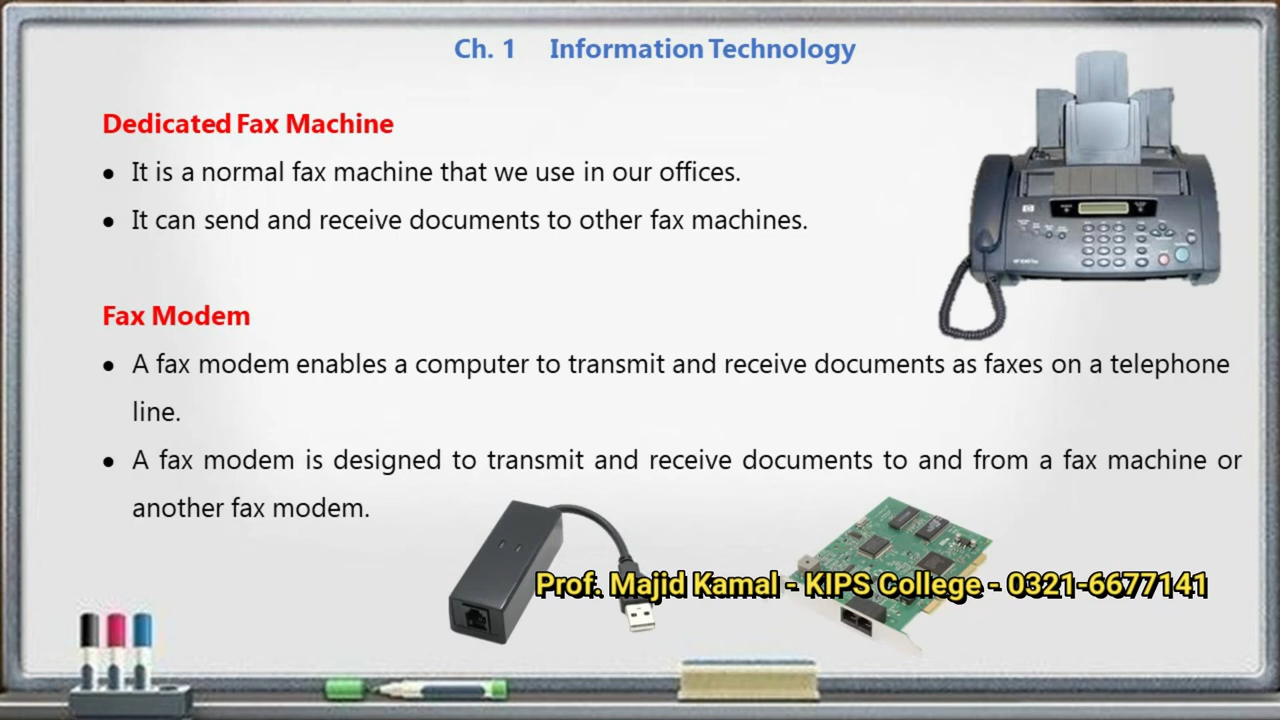 Ch. 1 Information Technology
Dedicated Fax Machine
• It is a normal fax machine that we use in our offices.
• It can send and receive documents to other fax machines.
Fax Modem
• A fax modem enables a computer to transmit and receive documents as faxes on a telephone
line.
• A fax modem is designed to transmit and receive documents to and from a fax machine or
another fax modem.
Prof. Majid Kamal - KIPS College - 0321-6677141